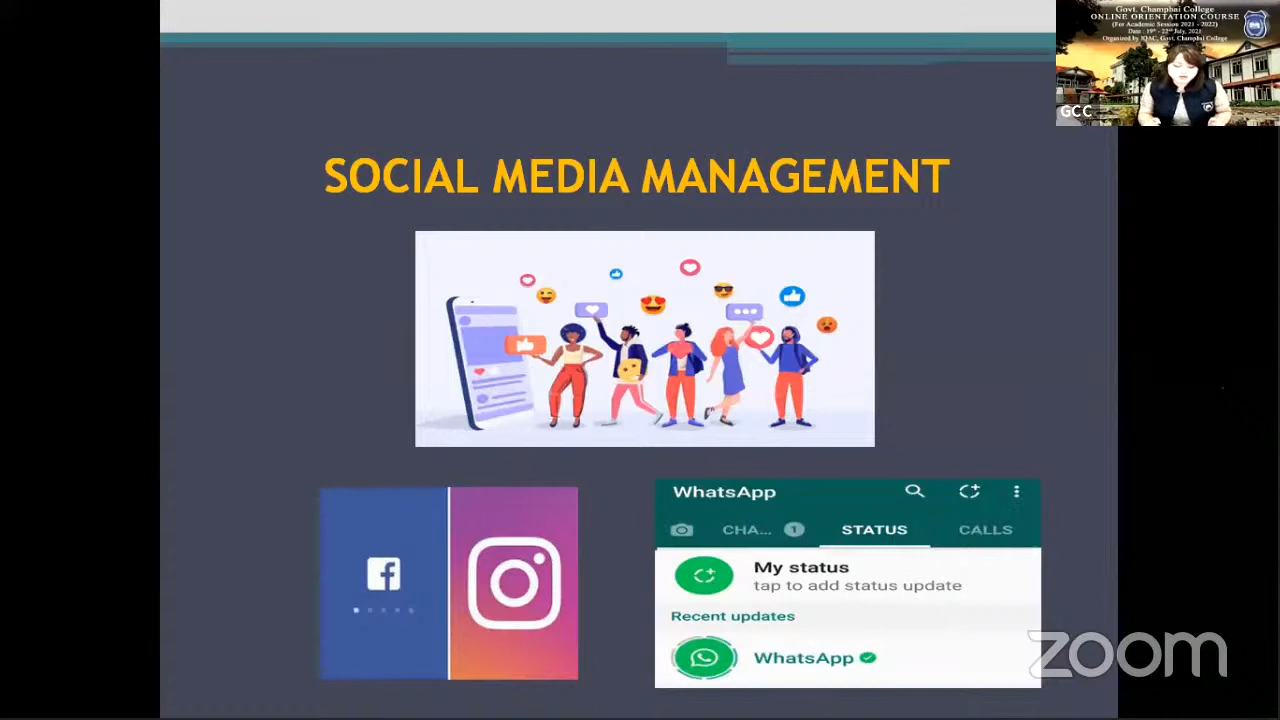 Govt. Champhai College
ONLINE ORIENTATION COURSE
(For Academic Session 2021 - 2022)
Date : 19th - 22nd July, 2021
Organized by IQAC, Govt. Champhai College
GCC
SOCIAL MEDIA MANAGEMENT
WhatsApp
CHA... 1 STATUS CALLS
My status
tap to add status update
Recent updates
WhatsApp
zoom